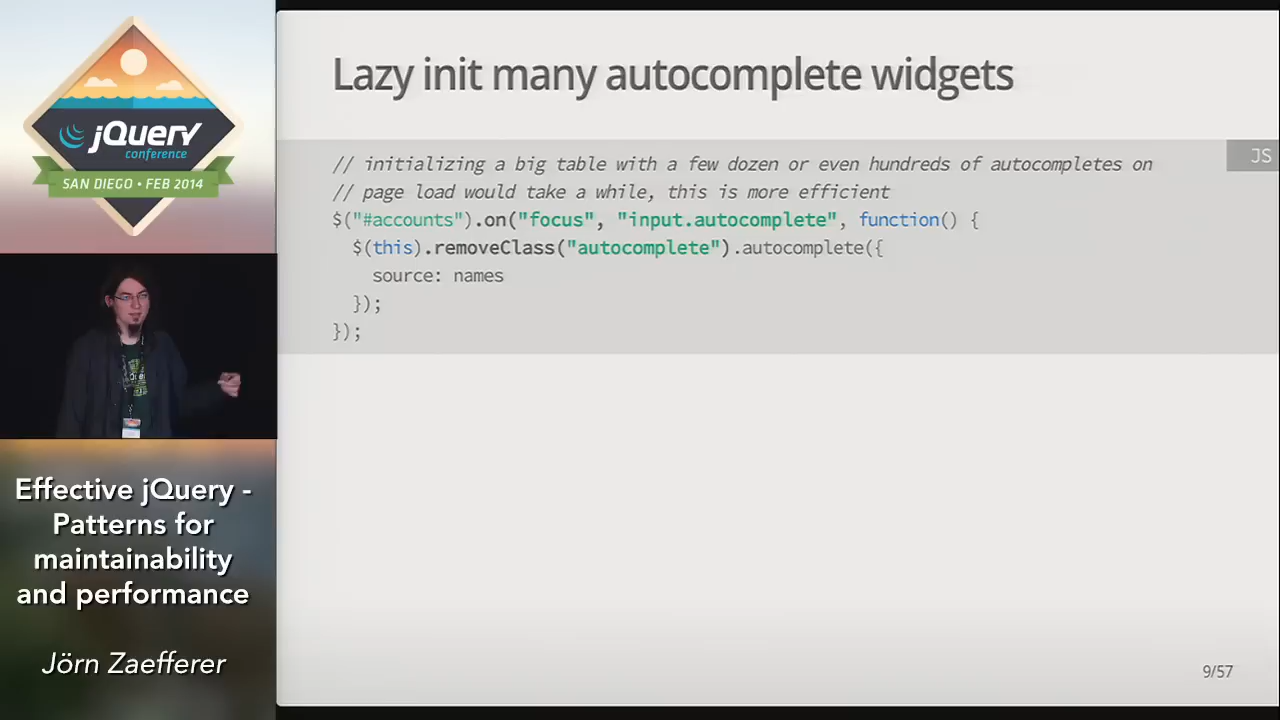 jQuery
conference
SAN DIEGO • FEB 2014
Effective jQuery -
Patterns for
maintainability
and performance
Jörn Zaefferer
Lazy init many autocomplete widgets
JS
// initializing a big table with a few dozen or even hundreds of autocompletes on
// page load would take a while, this is more efficient
$("#accounts").on("focus", "input.autocomplete", function() {
  $(this).removeClass("autocomplete").autocomplete({
    source: names
  });
});
9/57